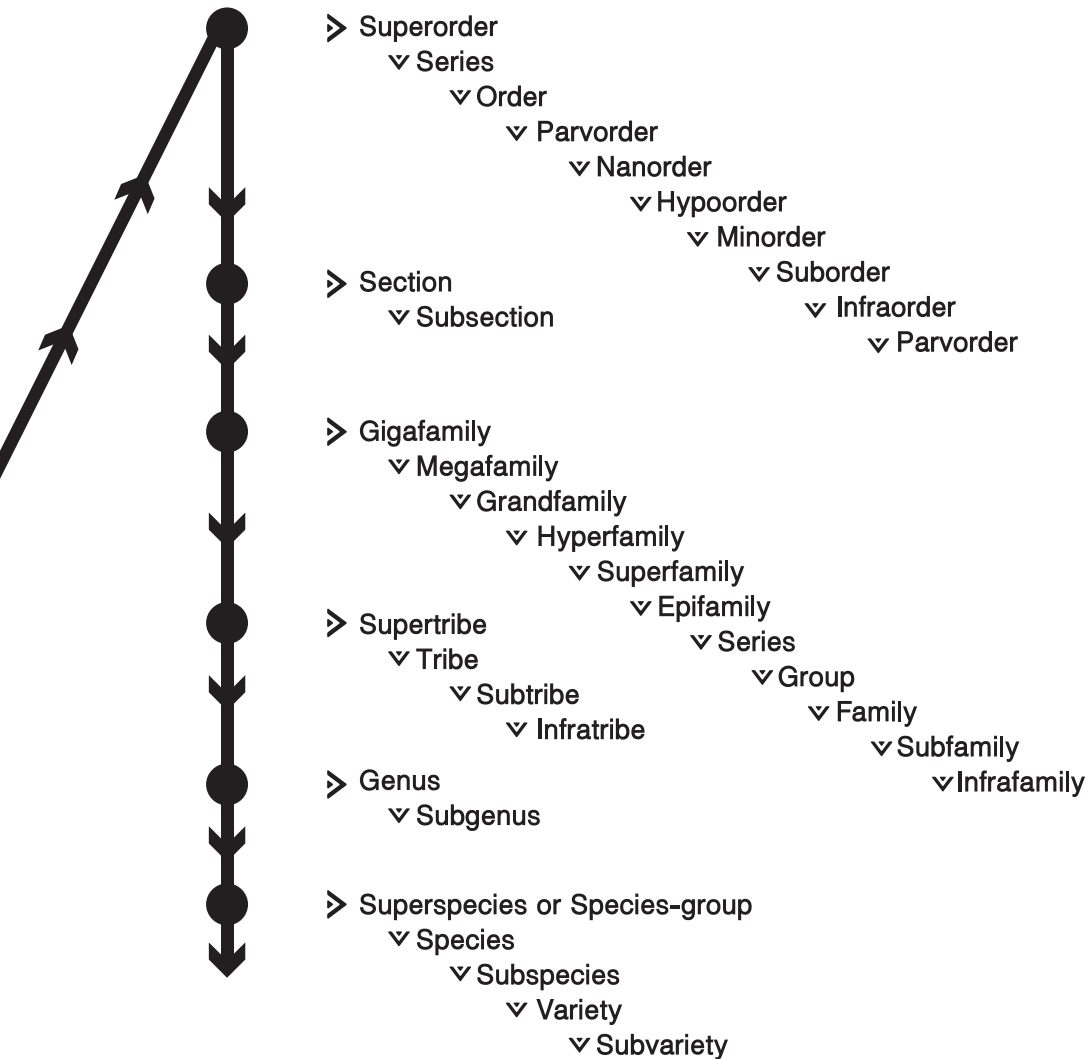 Superorder
Series
Order
Parvorder
Nanorder
Hypoorder
Minorder
Suborder
Infraorder
Parvorder
Section
Subsection
Gigafamily
Megafamily
Grandfamily
Hyperfamily
Superfamily
Epifamily
Series
Group
Family
Subfamily
Infrafamily
Supertribe
Tribe
Subtribe
Infratribe
Genus
Subgenus
Superspecies or Species-group
Species
Subspecies
Variety
Subvariety